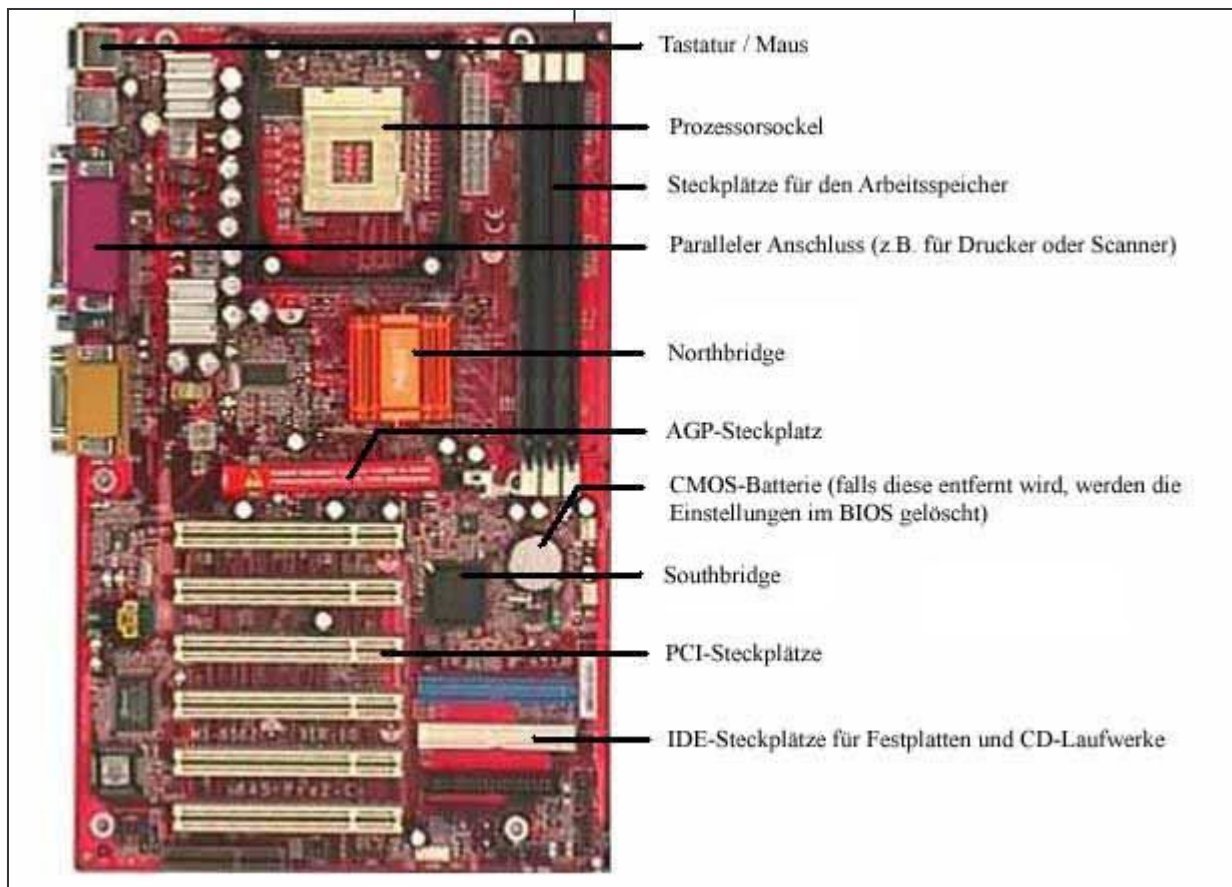 Tastatur / Maus
Prozessorsockel
Steckplätze für den Arbeitsspeicher
Paralleler Anschluss (z.B. für Drucker oder Scanner)
Northbridge
AGP-Steckplatz
CMOS-Batterie (falls diese entfernt wird, werden die
Einstellungen im BIOS gelöscht)
Southbridge
PCI-Steckplätze
IDE-Steckplätze für Festplatten und CD-Laufwerke